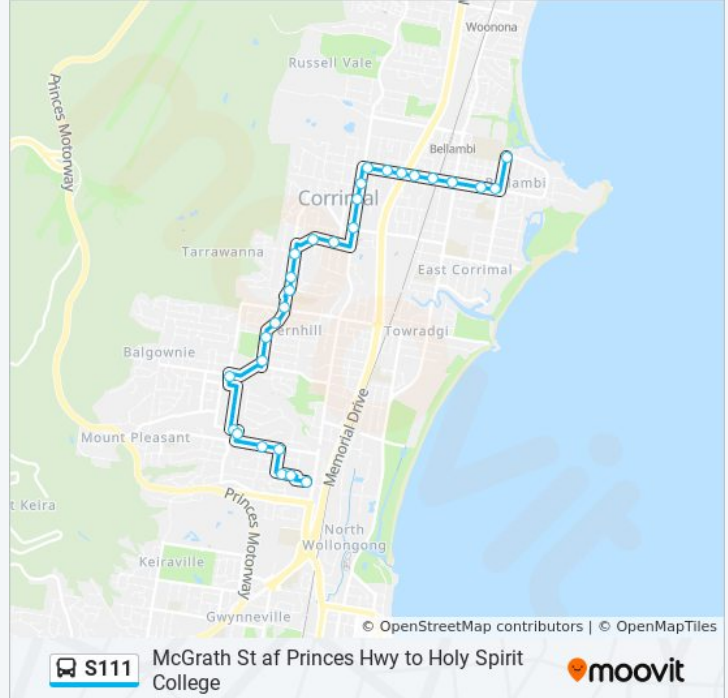 Woonona
Russell Vale
Princes Motorway
Bellambi
Corrimal
Tarrawanna
East Corrimal
Towradgi
Balgownie
Memorial Drive
Mount Pleasant
Princes Motorway
North
Wollongong
Keiraville
Gwynneville
© OpenStreetMap contributors | © OpenMapTiles
S111
McGrath St af Princes Hwy to Holy Spirit
College
moovit